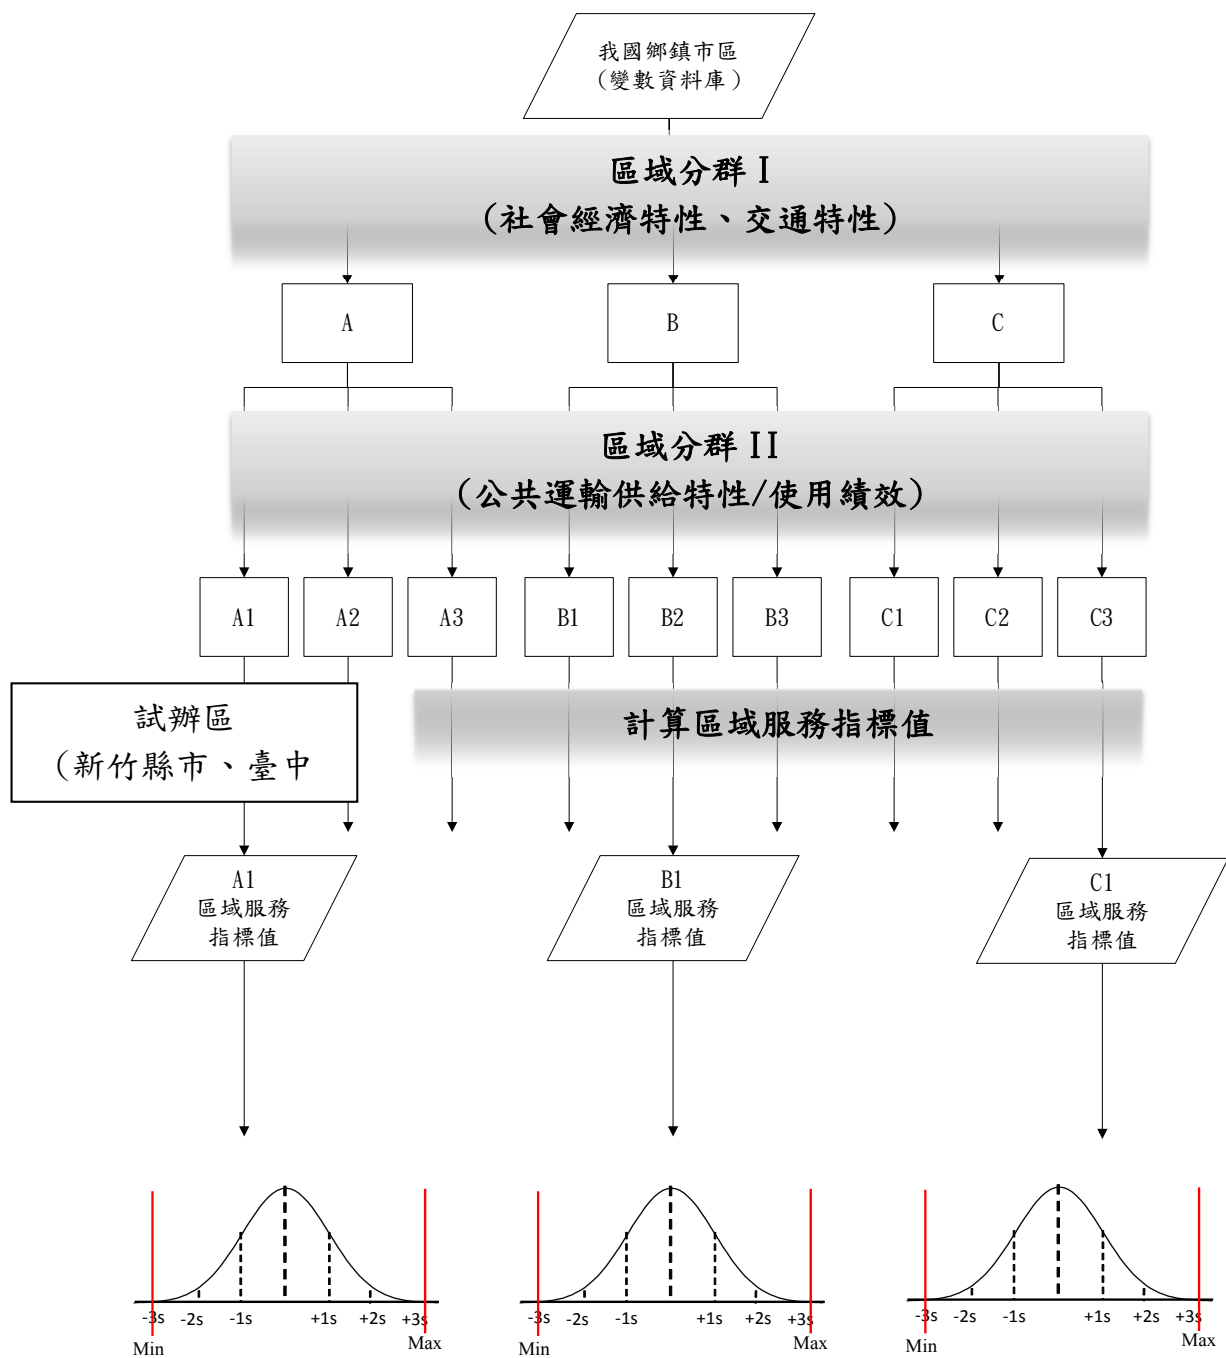 我國鄉鎮市區
(變數資料庫)
區域分群 I
(社會經濟特性、交通特性)
A
B
C
區域分群 II
(公共運輸供給特性/使用績效)
A1
A2
A3
B1
B2
B3
C1
C2
C3
試辦區
(新竹縣市、臺中
計算區域服務指標值
A1
區域服務
指標值
B1
區域服務
指標值
C1
區域服務
指標值
-3s -2s -1s +1s +2s +3s
Min Max
-3s -2s -1s +1s +2s +3s
Min Max
-3s -2s -1s +1s +2s +3s
Min Max